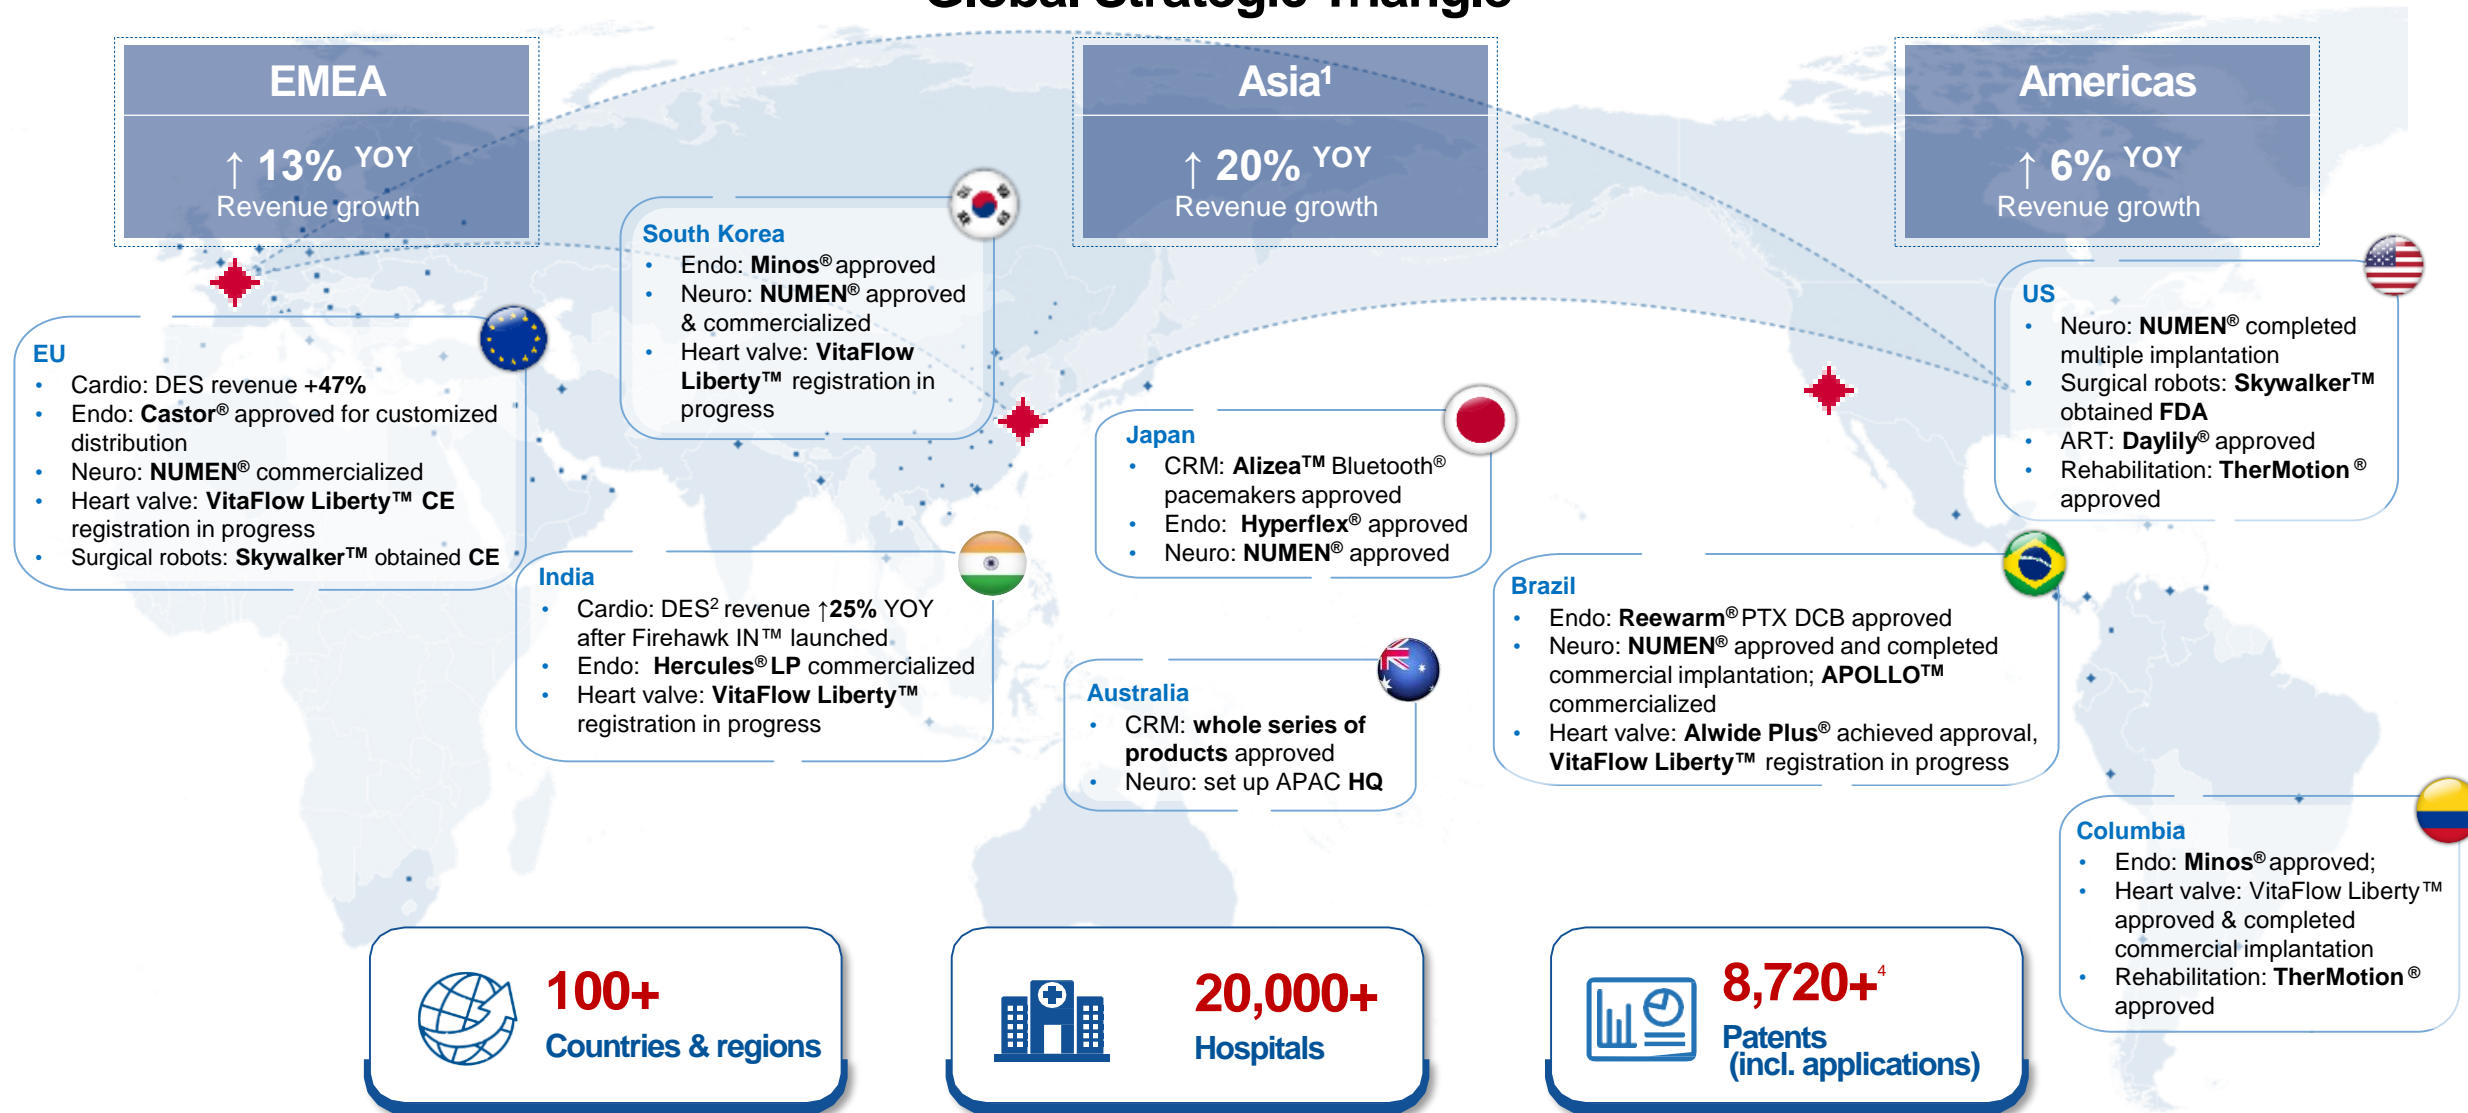 Global Strategic Triangle
EMEA
↑ 13% YOY
Revenue growth
Asia¹
↑ 20% YOY
Revenue growth
Americas
↑ 6% YOY
Revenue growth
South Korea
• Endo: Minos® approved
• Neuro: NUMEN® approved
& commercialized
• Heart valve: VitaFlow
Liberty™ registration in
progress
EU
• Cardio: DES revenue +47%
• Endo: Castor® approved for customized
distribution
• Neuro: NUMEN® commercialized
• Heart valve: VitaFlow Liberty™ CE
registration in progress
• Surgical robots: Skywalker™ obtained CE
US
• Neuro: NUMEN® completed
multiple implantation
• Surgical robots: Skywalker™
obtained FDA
• ART: Daylily® approved
• Rehabilitation: TherMotion ®
approved
Japan
• CRM: Alizea™ Bluetooth®
pacemakers approved
• Endo: Hyperflex® approved
• Neuro: NUMEN® approved
India
• Cardio: DES² revenue ↑25% YOY
after Firehawk IN™ launched
• Endo: Hercules® LP commercialized
• Heart valve: VitaFlow Liberty™
registration in progress
Brazil
• Endo: Reewarm® PTX DCB approved
• Neuro: NUMEN® approved and completed
commercial implantation; APOLLO™
commercialized
• Heart valve: Alwide Plus® achieved approval,
VitaFlow Liberty™ registration in progress
Australia
• CRM: whole series of
products approved
• Neuro: set up APAC HQ
Columbia
• Endo: Minos® approved;
• Heart valve: VitaFlow Liberty™
approved & completed
commercial implantation
• Rehabilitation: TherMotion ®
approved
100+
Countries & regions
20,000+
Hospitals
8,720+⁴
Patents
(incl. applications)